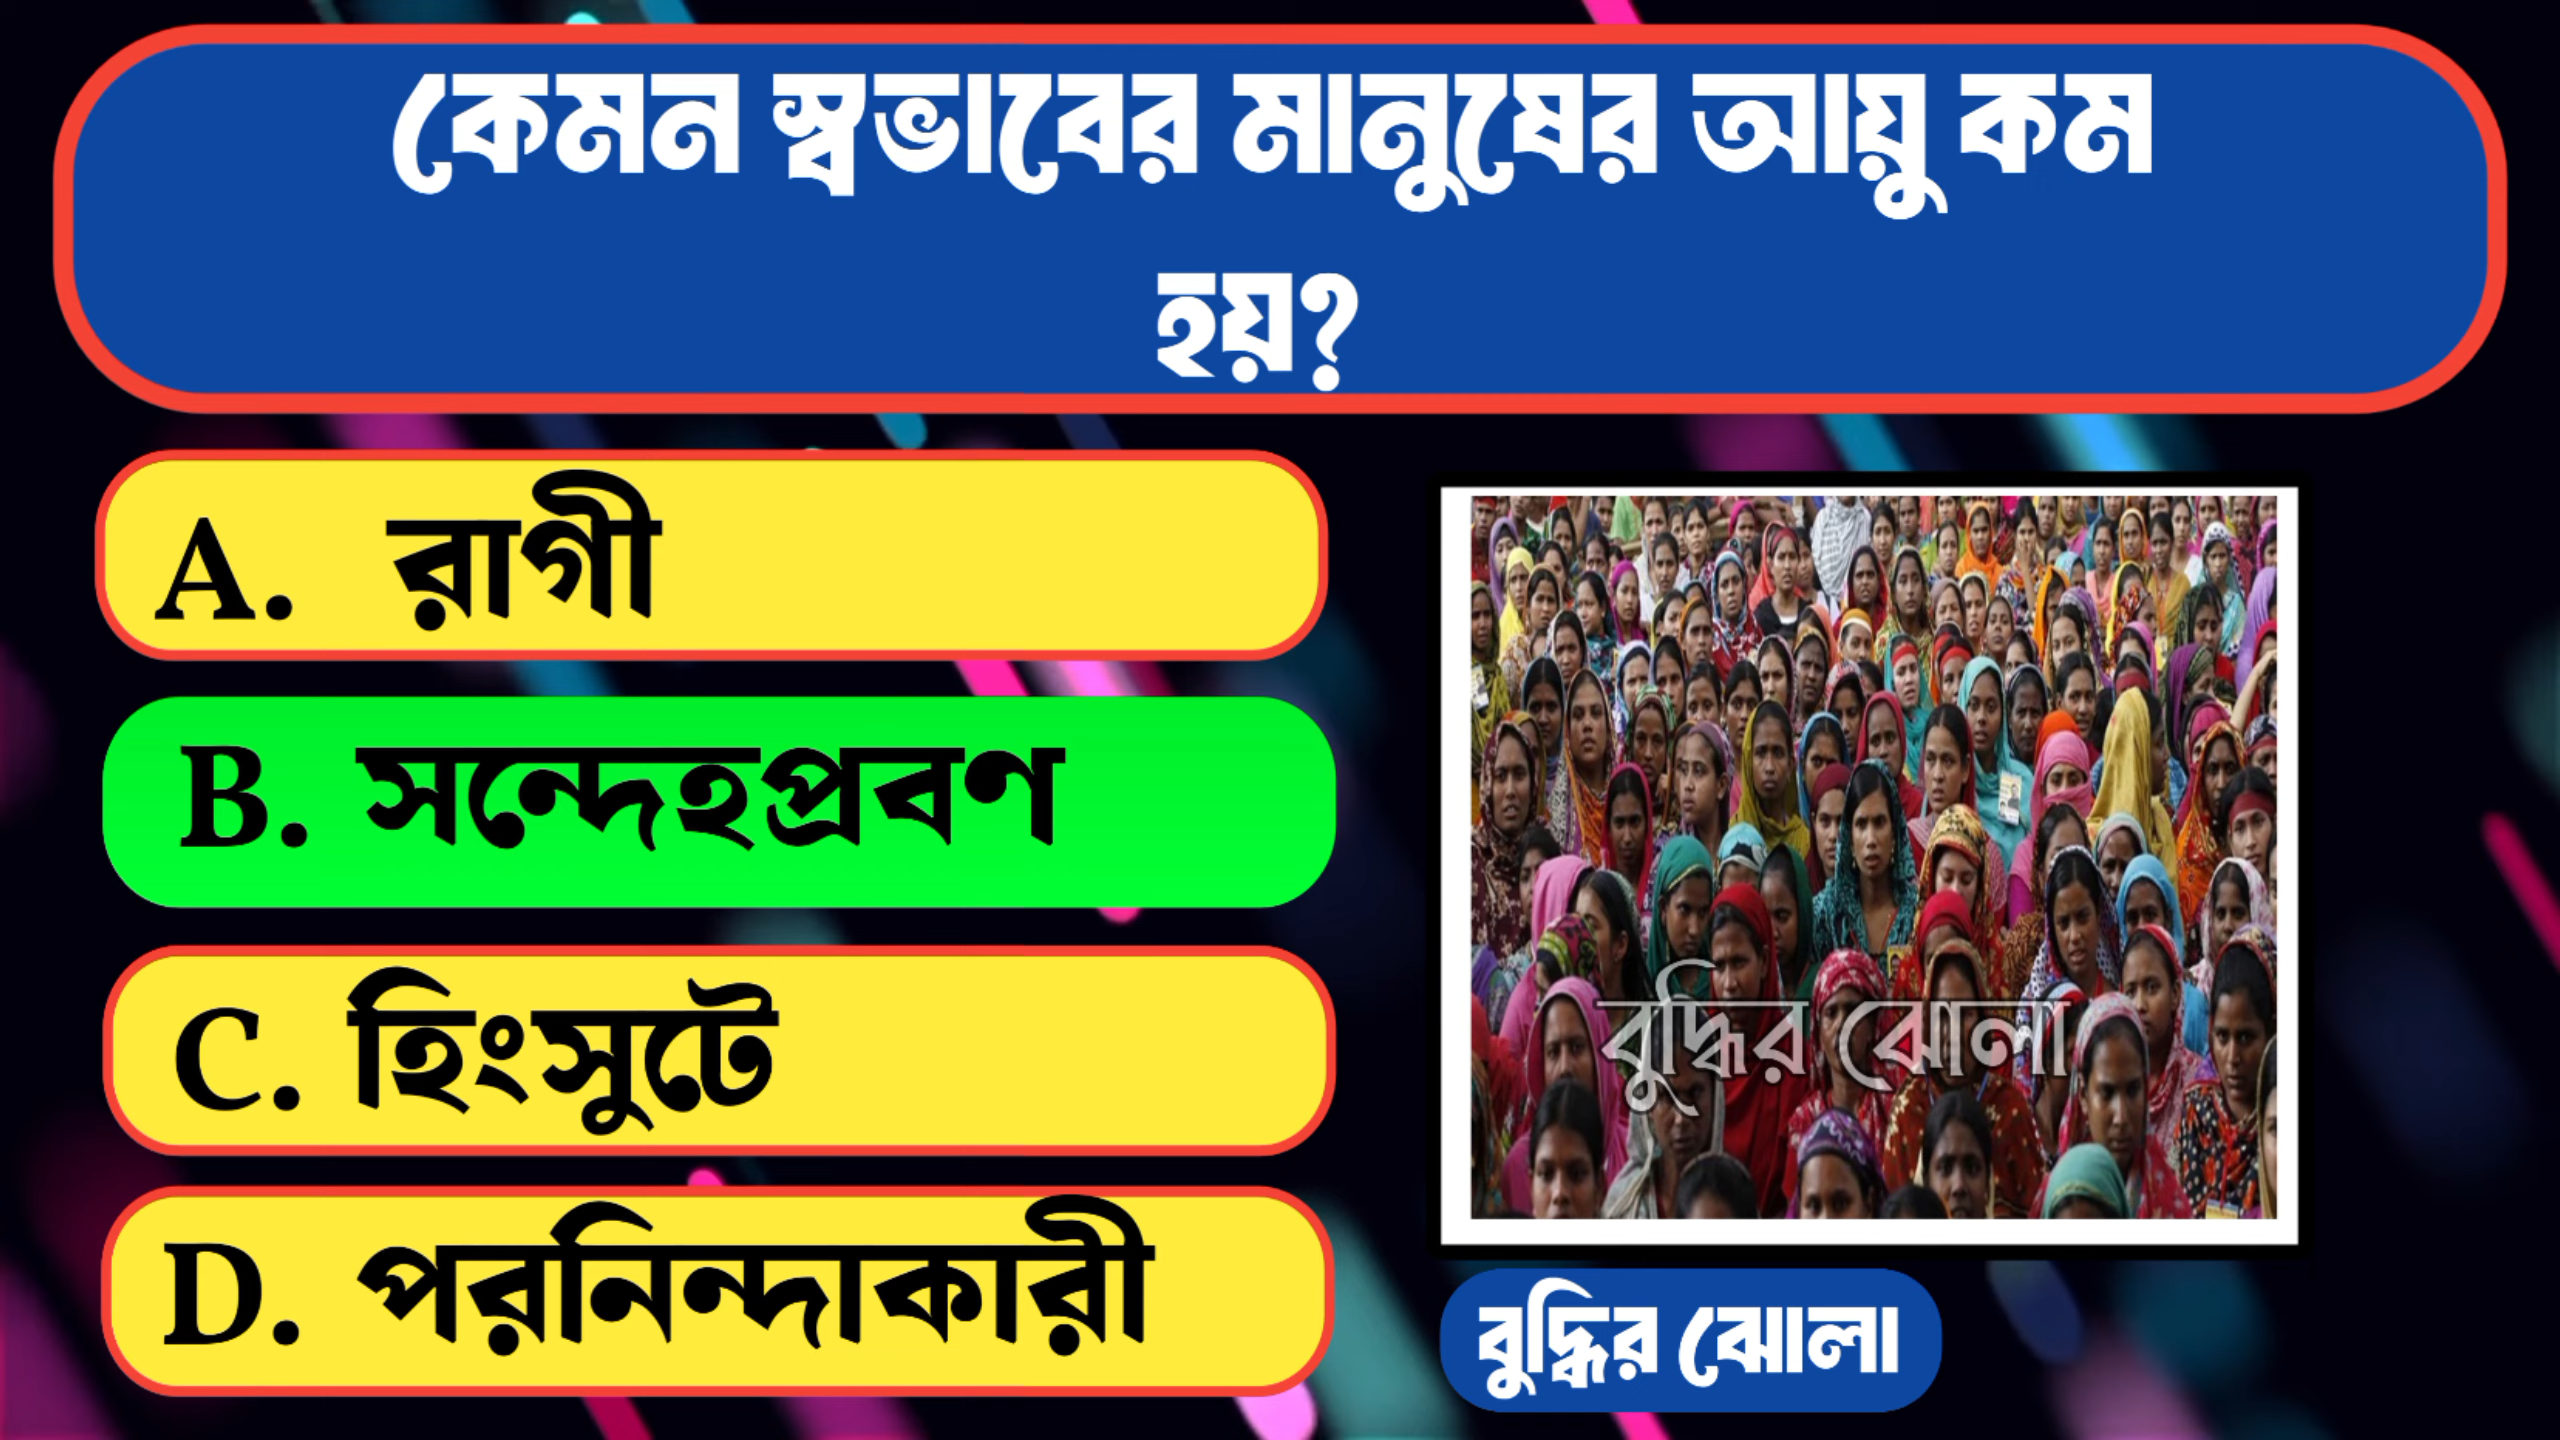 কেমন স্বভাবের মানুষের আয়ু কম
হয়?
A. রাগী
B. সন্দেহপ্রবণ
C. হিংসুটে
D. পরনিন্দাকারী
বুদ্ধির ঝোলা
বুদ্ধির ঝোলা